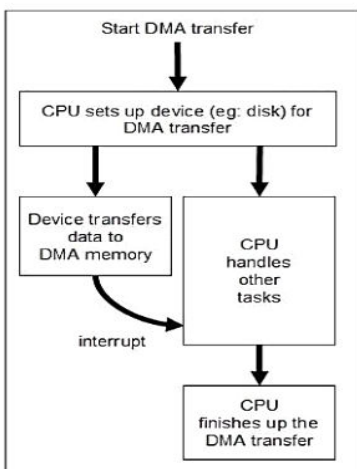 Start DMA transfer
CPU sets up device (eg: disk) for
DMA transfer
Device transfers
data to
DMA memory
CPU
handles
other
tasks
interrupt
CPU
finishes up the
DMA transfer